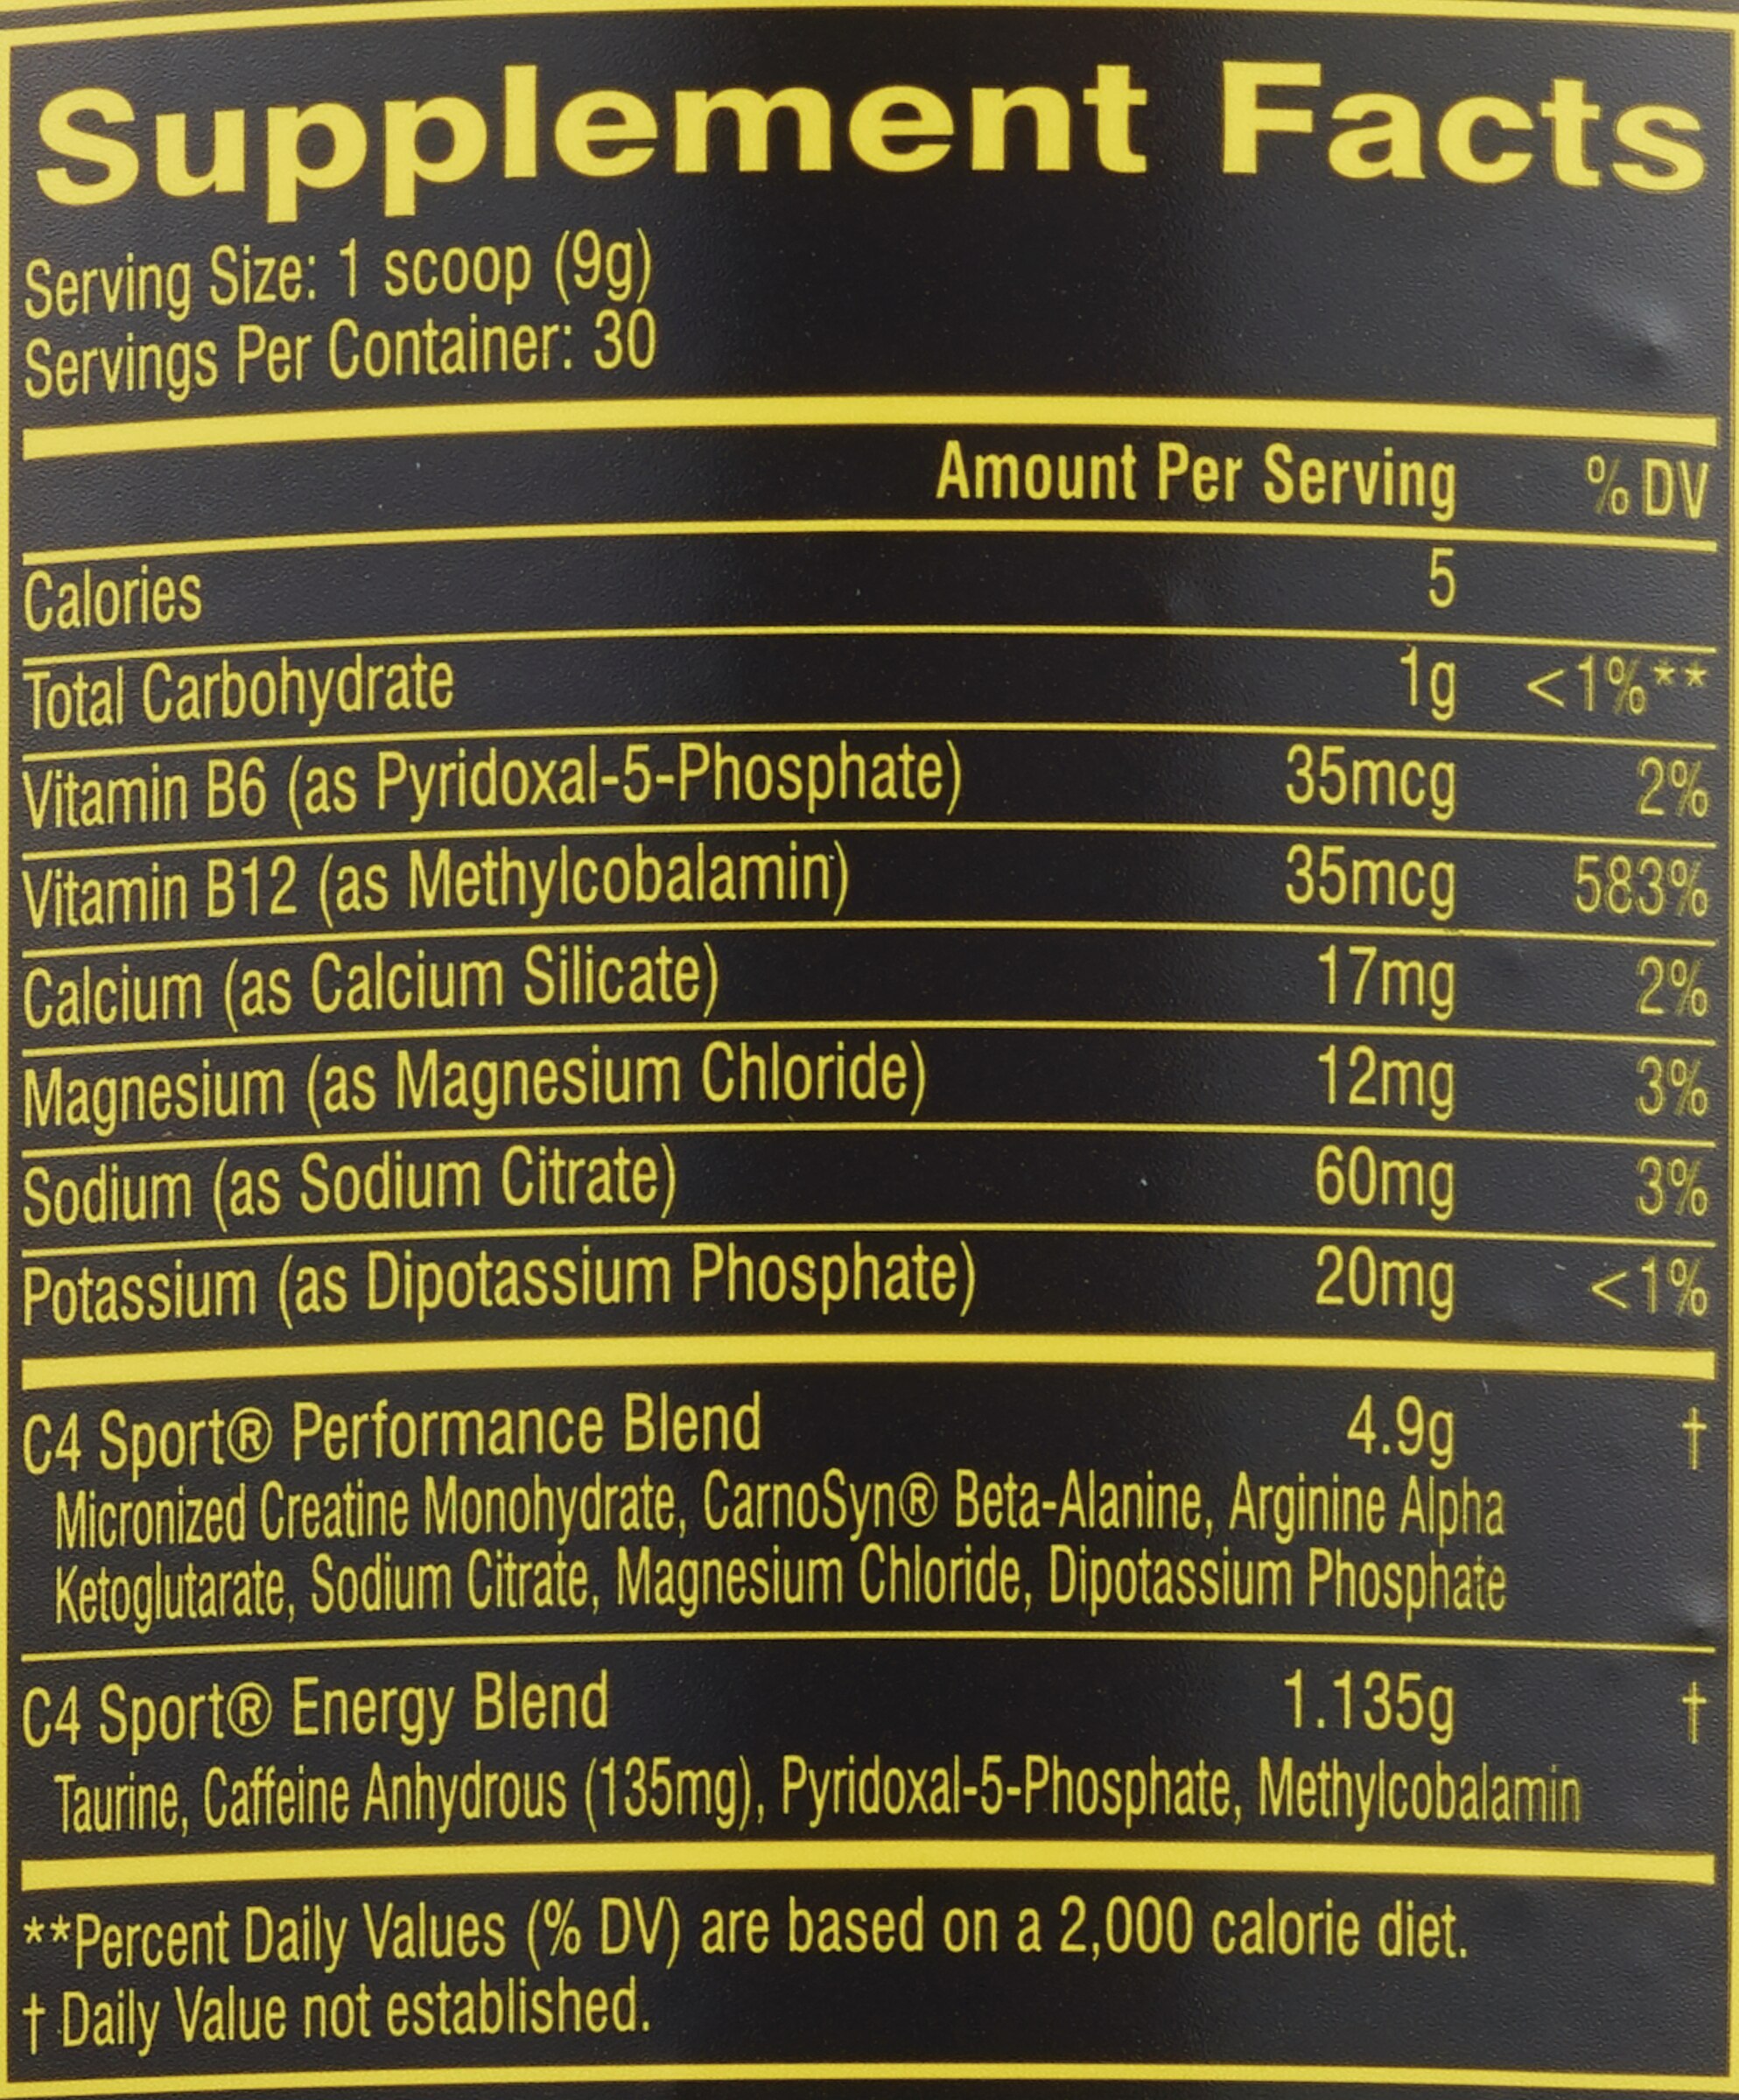 Supplement Facts
Serving Size: 1 scoop (9g)
Servings Per Container: 30
Amount Per Serving % DV
Calories 5
Total Carbohydrate 1g <1%**
Vitamin B6 (as Pyridoxal-5-Phosphate) 35mcg 2%
Vitamin B12 (as Methylcobalamin) 35mcg 583%
Calcium (as Calcium Silicate) 17mg 2%
Magnesium (as Magnesium Chloride) 12mg 3%
Sodium (as Sodium Citrate) 60mg 3%
Potassium (as Dipotassium Phosphate) 20mg <1%
C4 Sport® Performance Blend 4.9g †
Micronized Creatine Monohydrate, CarnoSyn® Beta-Alanine, Arginine Alpha
Ketoglutarate, Sodium Citrate, Magnesium Chloride, Dipotassium Phosphate
C4 Sport® Energy Blend 1.135g †
Taurine, Caffeine Anhydrous (135mg), Pyridoxal-5-Phosphate, Methylcobalamin
**Percent Daily Values (% DV) are based on a 2,000 calorie diet.
† Daily Value not established.